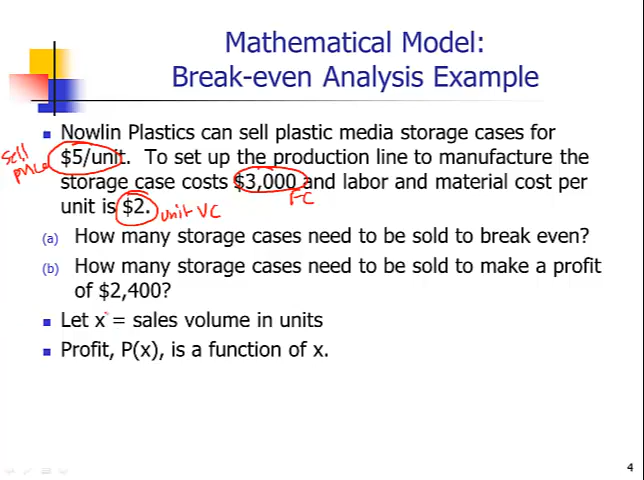 Mathematical Model:
Break-even Analysis Example
Nowlin Plastics can sell plastic media storage cases for
sell
price
$5/unit. To set up the production line to manufacture the
storage case costs $3,000 and labor and material cost per
FC
unit is $2.
unit VC
(a) How many storage cases need to be sold to break even?
(b) How many storage cases need to be sold to make a profit
of $2,400?
Let x = sales volume in units
Profit, P(x), is a function of x.
4